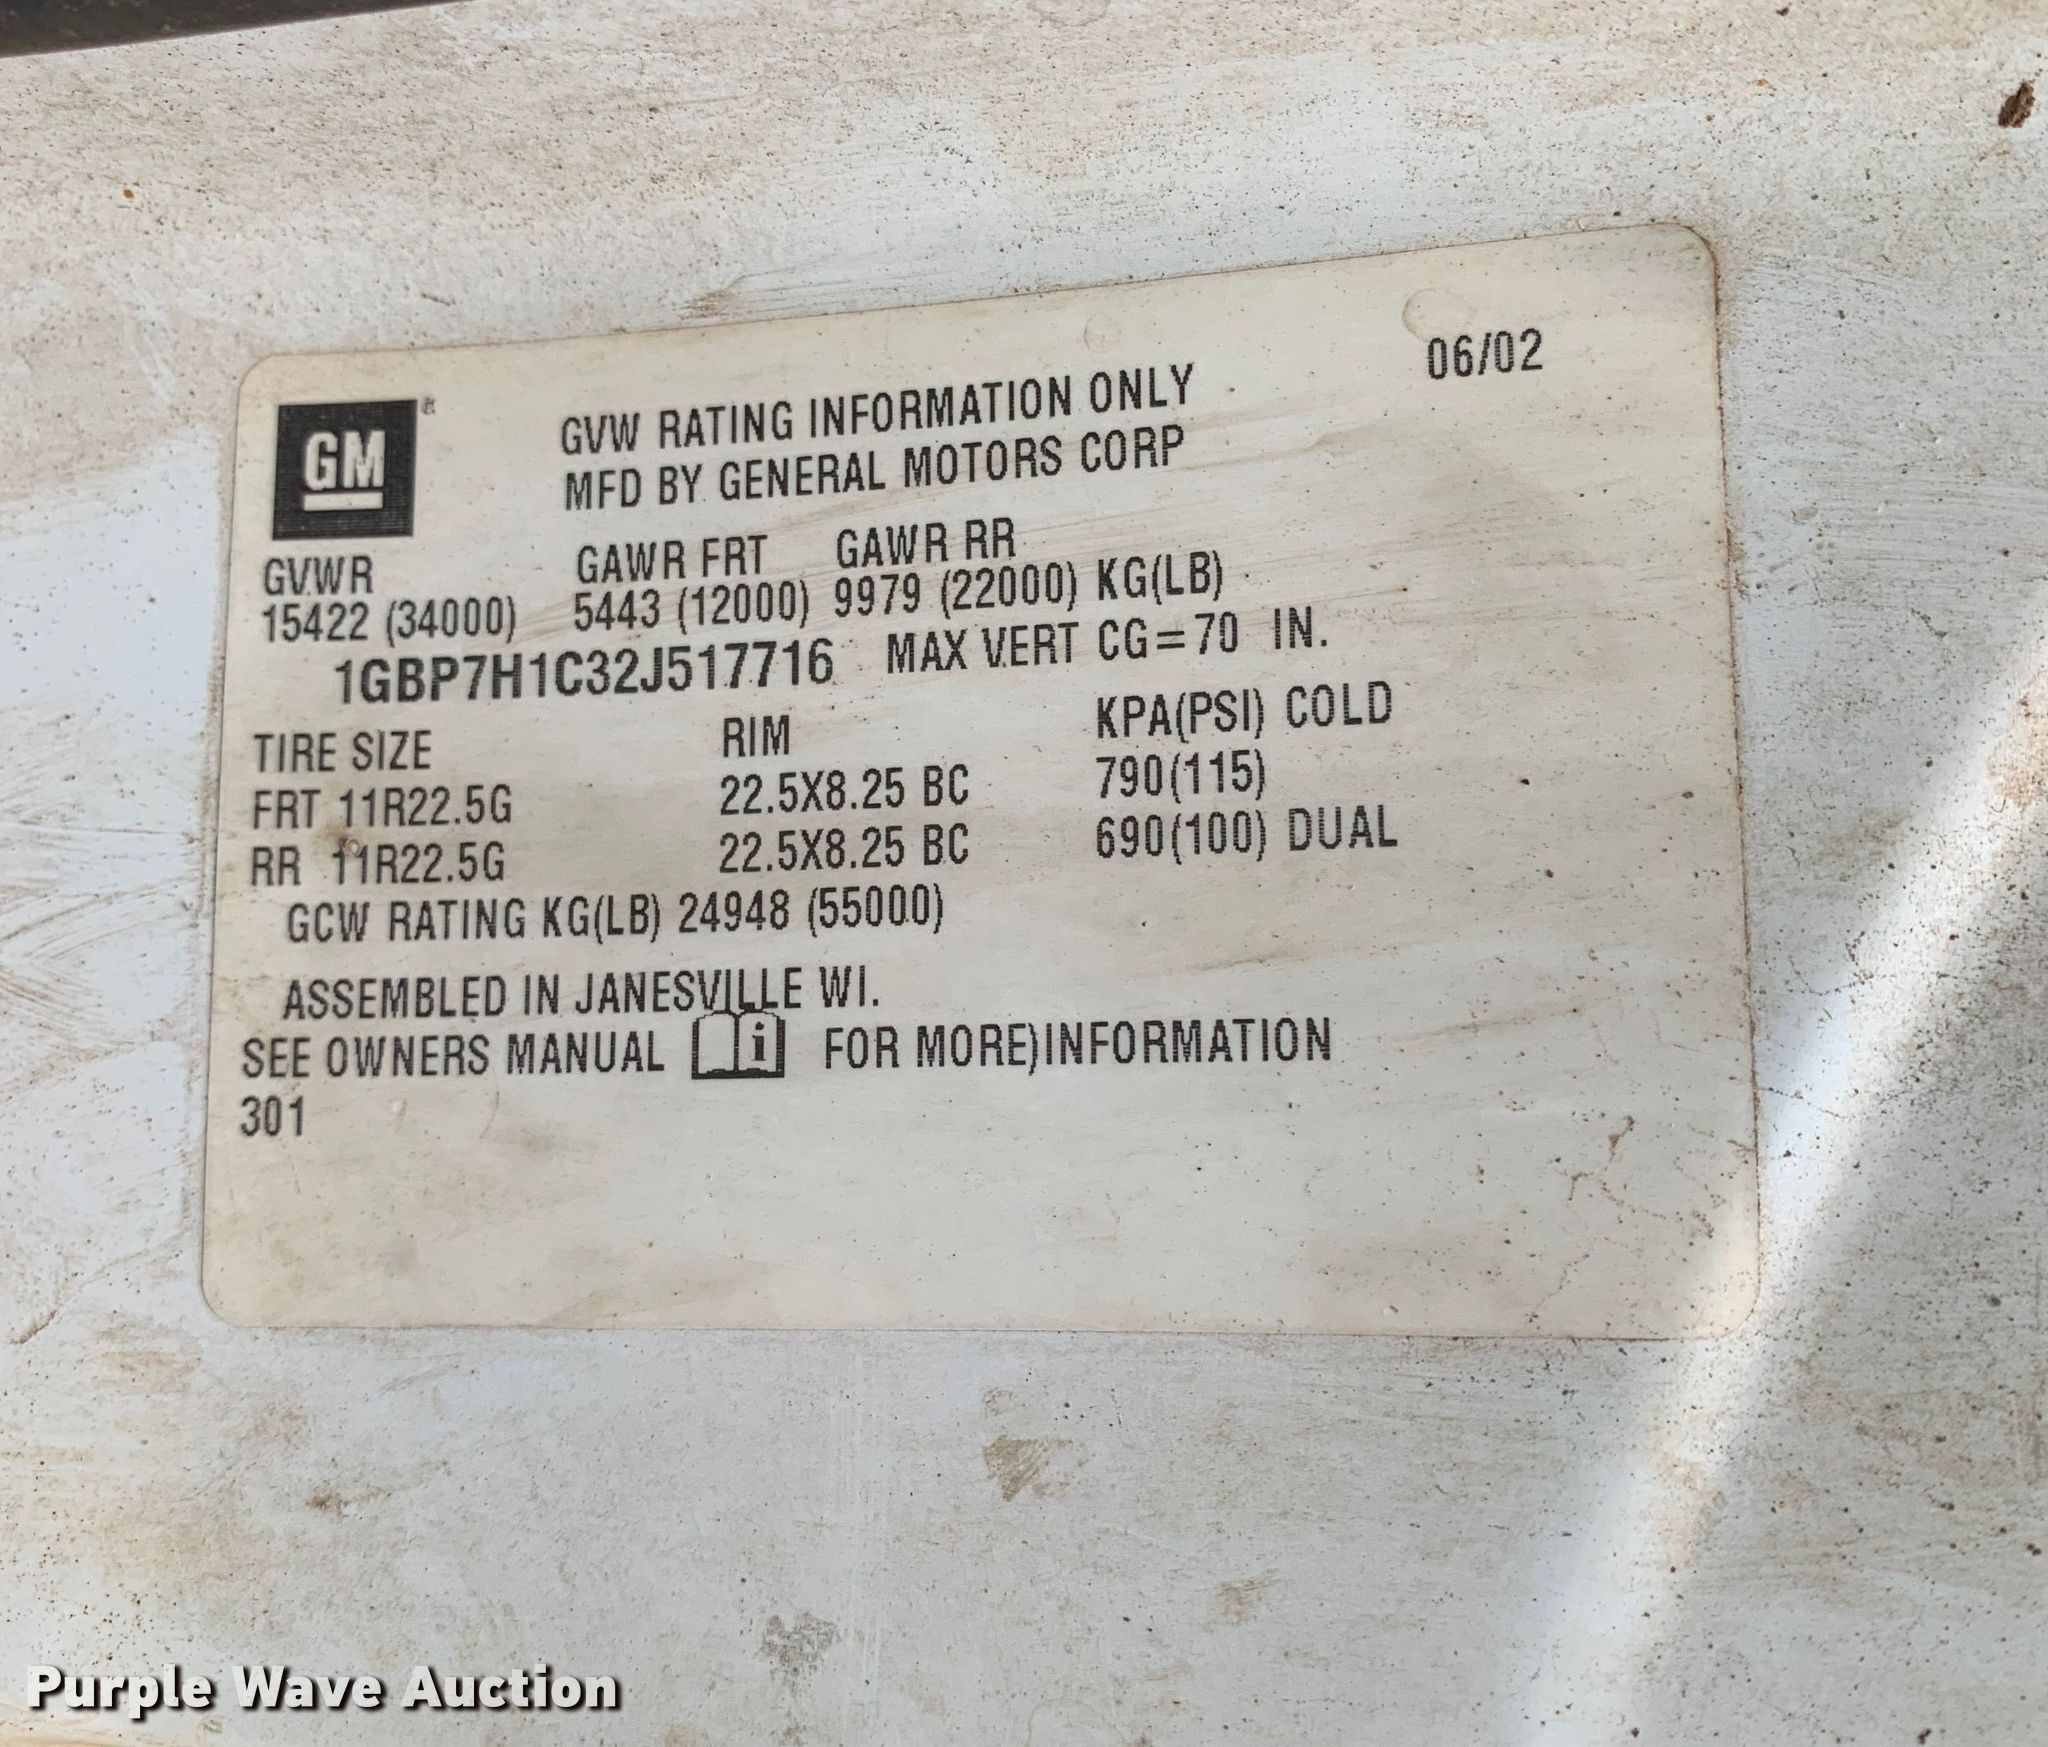 06/02
GM
GVW RATING INFORMATION ONLY
MFD BY GENERAL MOTORS CORP
GVWR GAWR FRT GAWR RR
15422 (34000) 5443 (12000) 9979 (22000) KG(LB)
1GBP7H1C32J517716 MAX VERT CG=70 IN.
TIRE SIZE RIM KPA(PSI) COLD
FRT 11R22.5G 22.5X8.25 BC 790(115)
RR 11R22.5G 22.5X8.25 BC 690(100) DUAL
GCW RATING KG(LB) 24948 (55000)
ASSEMBLED IN JANESVILLE WI.
SEE OWNERS MANUAL i FOR MORE)INFORMATION
301
Purple Wave Auction